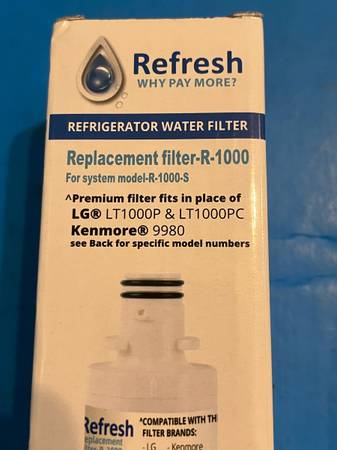 Refresh
WHY PAY MORE?
REFRIGERATOR WATER FILTER
Replacement filter-R-1000
For system model-R-1000-S
^Premium filter fits in place of
LG® LT1000P & LT1000PC
Kenmore® 9980
see Back for specific model numbers
Refresh
eplacement
^COMPATIBLE WITH TH
FILTER BRANDS:
- LG - Kenmore